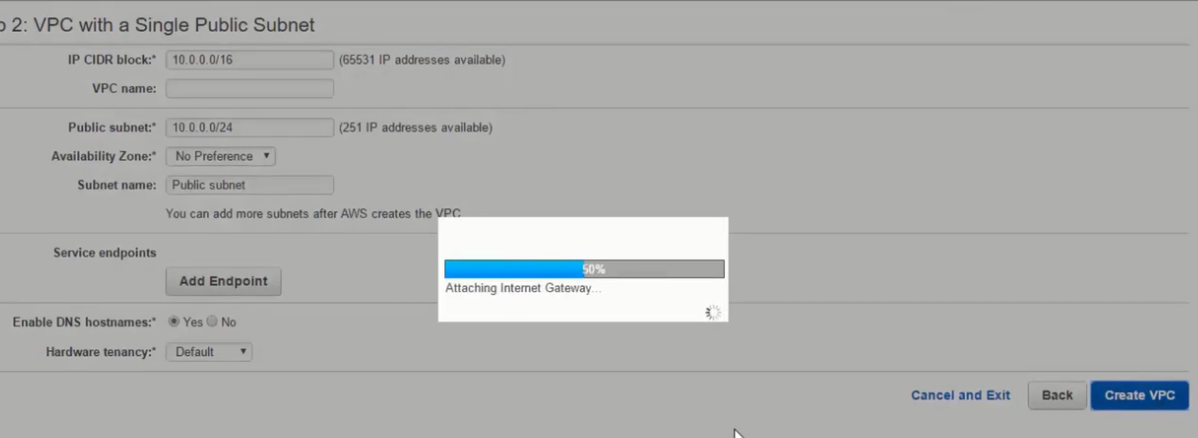 o 2: VPC with a Single Public Subnet
IP CIDR block:* 10.0.0.0/16 (65531 IP addresses available)
VPC name:
Public subnet:* 10.0.0.0/24 (251 IP addresses available)
Availability Zone:* No Preference
Subnet name: Public subnet
You can add more subnets after AWS creates the VPC
50%
Service endpoints
Add Endpoint
Attaching Internet Gateway...
Enable DNS hostnames:* Yes No
Hardware tenancy:* Default
Cancel and Exit Back Create VPC